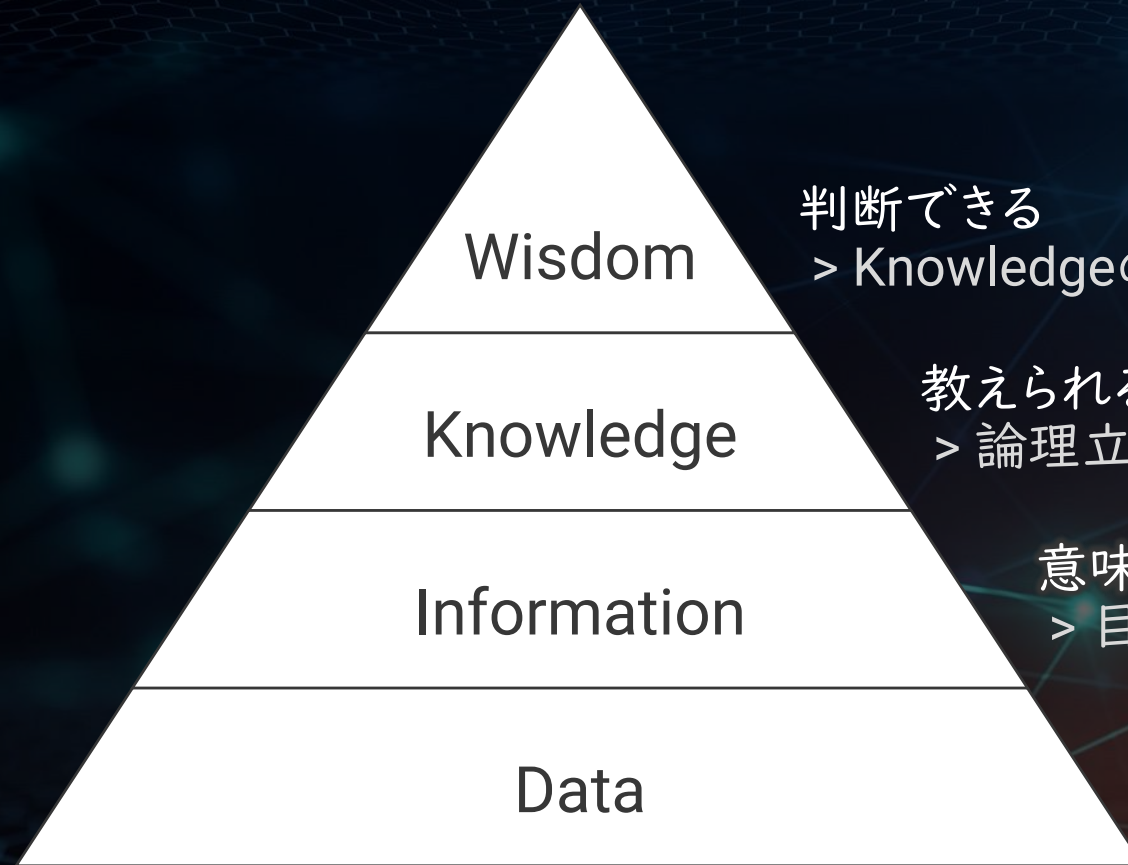 Wisdom
判断できる
> Knowledge
Knowledge
教えられ
> 論理立
Information
意味
> 目
Data